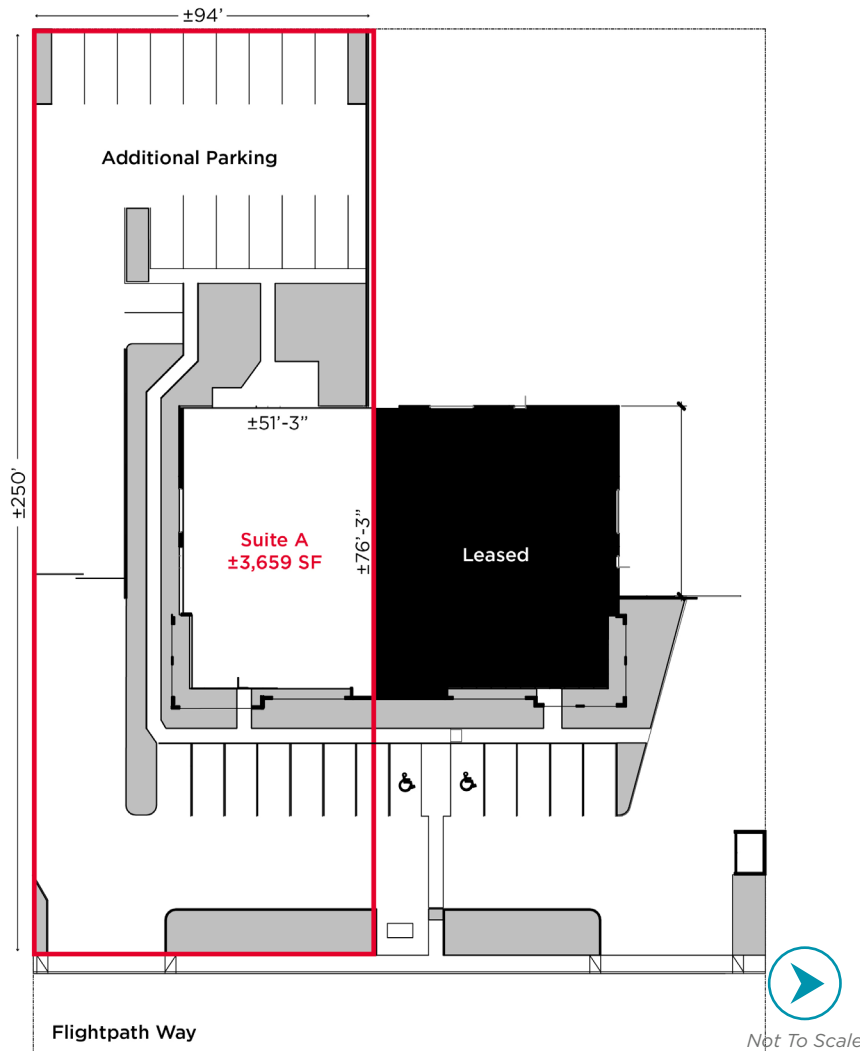 ±94’
Additional Parking
±250’
±51’-3”
±76’-3”
Suite A
±3,659 SF
Leased
Flightpath Way
Not To Scale